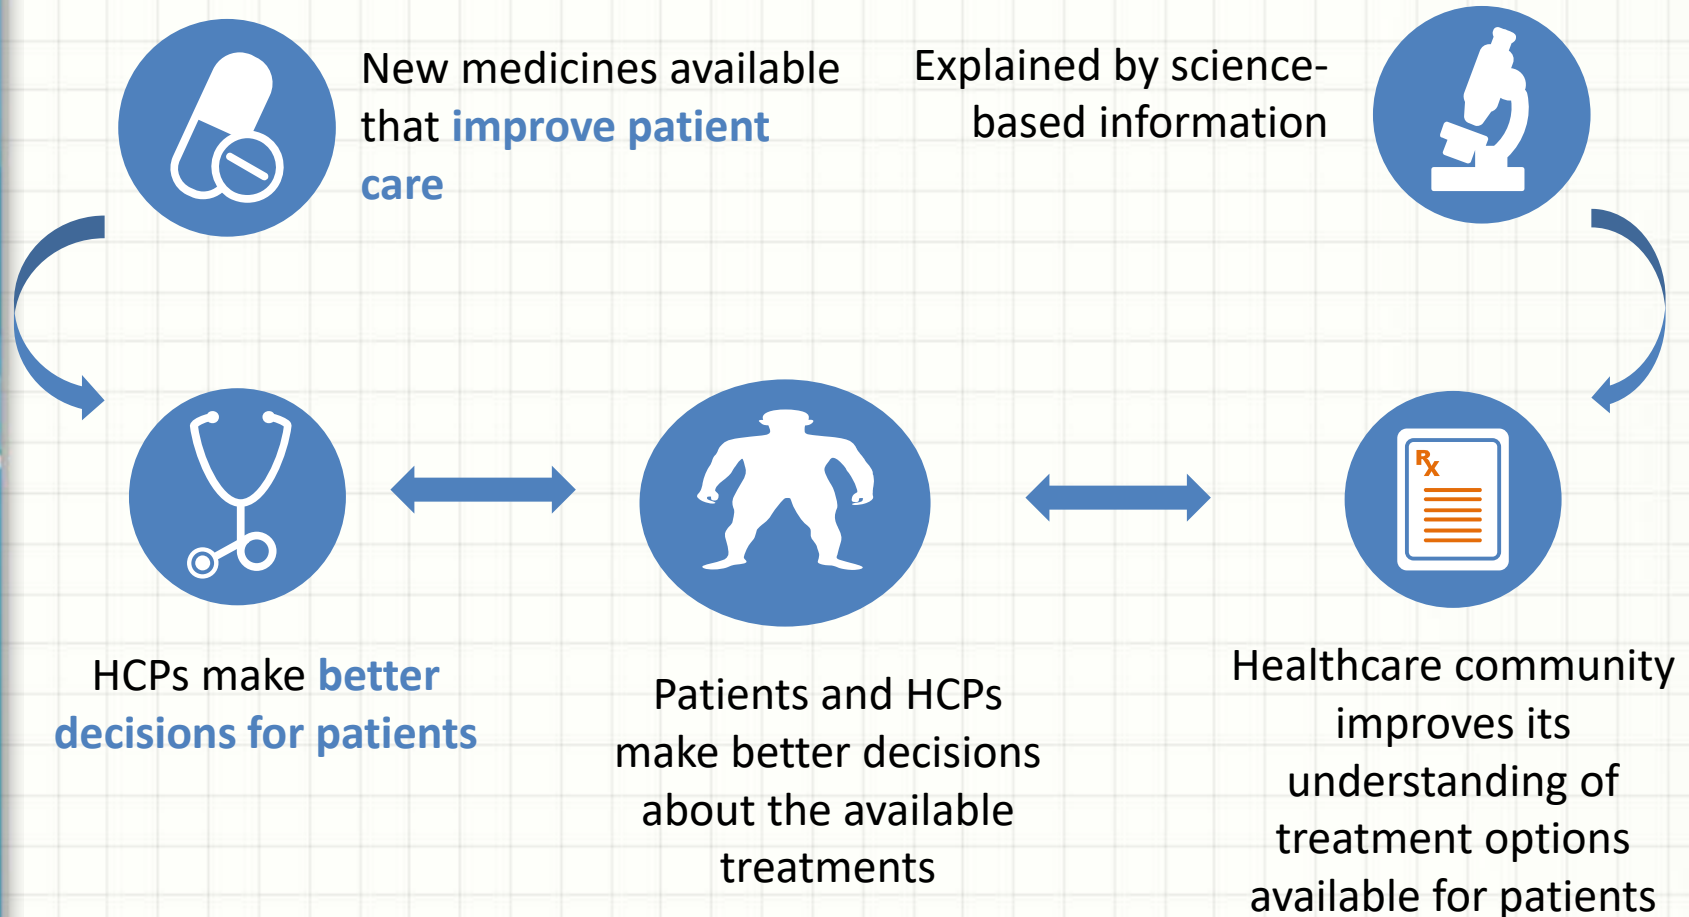 New medicines available
that improve patient
care
Explained by science-
based information
HCPs make better
decisions for patients
Patients and HCPs
make better decisions
about the available
treatments
Rx
Healthcare community
improves its
understanding of
treatment options
available for patients